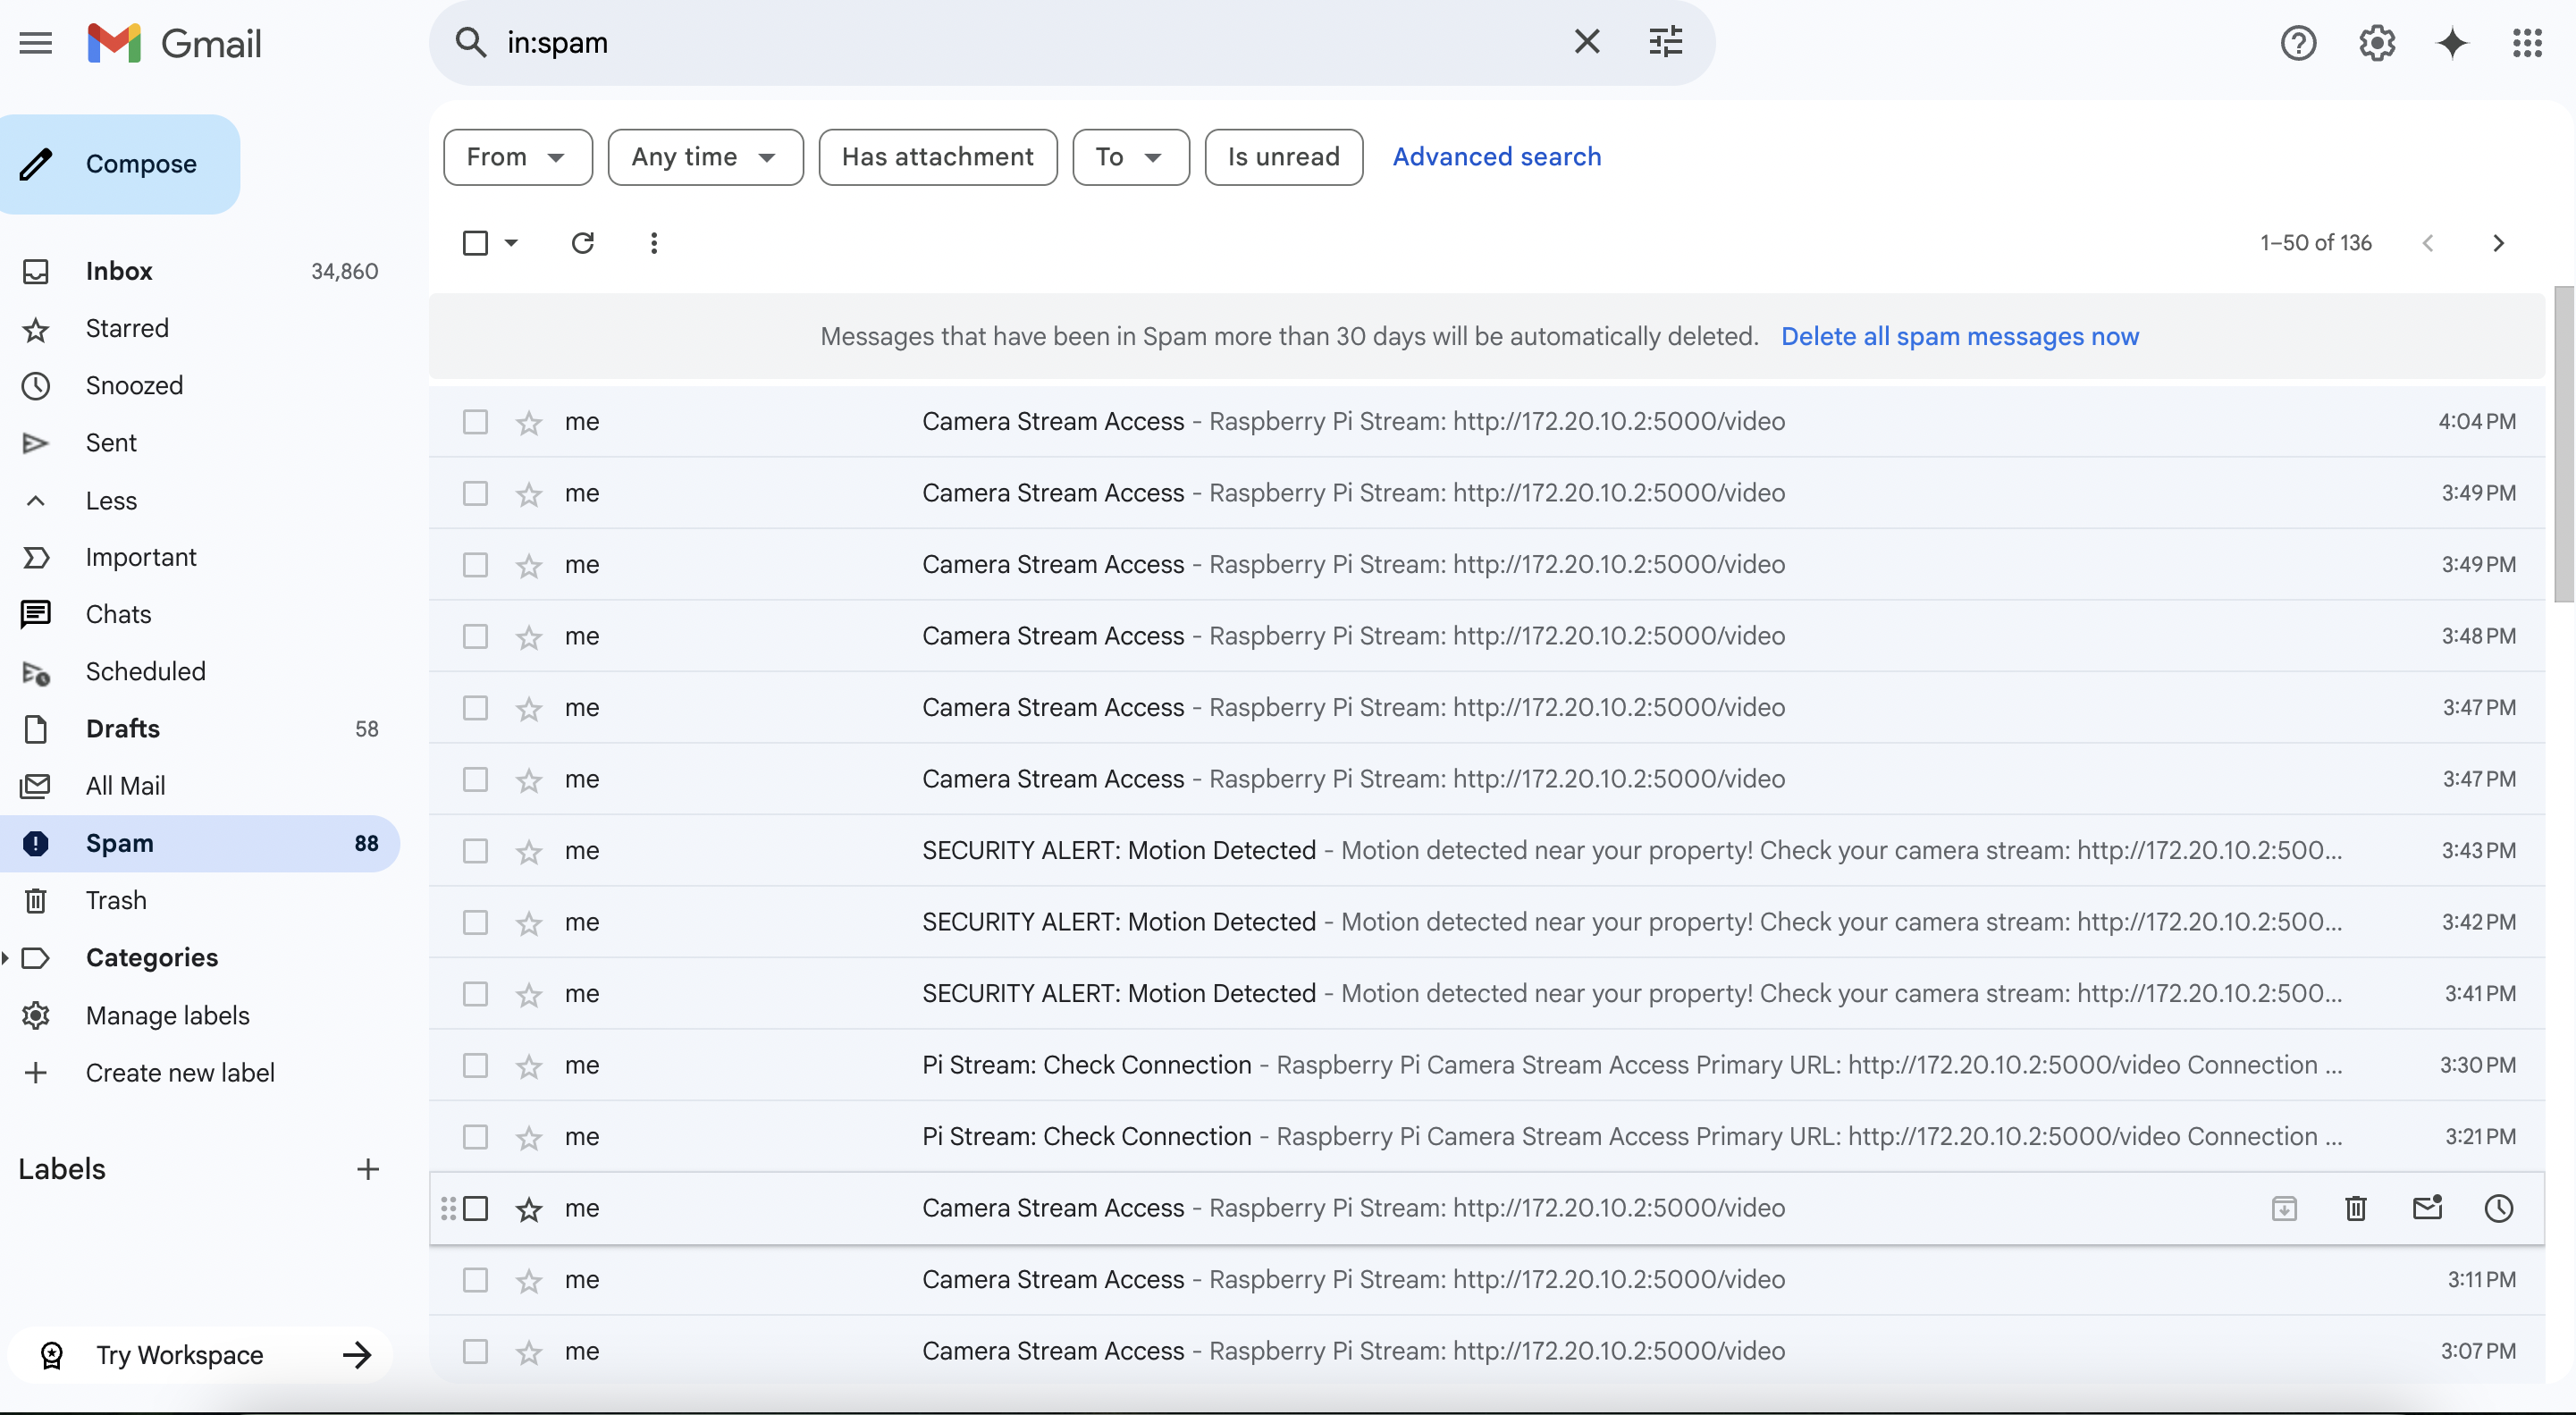 Gmail
in:spam
Compose
Inbox 34,860
Starred
Snoozed
Sent
Less
Important
Chats
Scheduled
Drafts 58
All Mail
Spam 88
Trash
Categories
Manage labels
Create new label
Labels
Try Workspace
From Any time Has attachment To Is unread Advanced search
1–50 of 136
Messages that have been in Spam more than 30 days will be automatically deleted. Delete all spam messages now
me Camera Stream Access - Raspberry Pi Stream: http://172.20.10.2:5000/video 4:04 PM
me Camera Stream Access - Raspberry Pi Stream: http://172.20.10.2:5000/video 3:49 PM
me Camera Stream Access - Raspberry Pi Stream: http://172.20.10.2:5000/video 3:49 PM
me Camera Stream Access - Raspberry Pi Stream: http://172.20.10.2:5000/video 3:48 PM
me Camera Stream Access - Raspberry Pi Stream: http://172.20.10.2:5000/video 3:47 PM
me Camera Stream Access - Raspberry Pi Stream: http://172.20.10.2:5000/video 3:47 PM
me SECURITY ALERT: Motion Detected - Motion detected near your property! Check your camera stream: http://172.20.10.2:500... 3:43 PM
me SECURITY ALERT: Motion Detected - Motion detected near your property! Check your camera stream: http://172.20.10.2:500... 3:42 PM
me SECURITY ALERT: Motion Detected - Motion detected near your property! Check your camera stream: http://172.20.10.2:500... 3:41 PM
me Pi Stream: Check Connection - Raspberry Pi Camera Stream Access Primary URL: http://172.20.10.2:5000/video Connection ... 3:30 PM
me Pi Stream: Check Connection - Raspberry Pi Camera Stream Access Primary URL: http://172.20.10.2:5000/video Connection ... 3:21 PM
me Camera Stream Access - Raspberry Pi Stream: http://172.20.10.2:5000/video
me Camera Stream Access - Raspberry Pi Stream: http://172.20.10.2:5000/video 3:11 PM
me Camera Stream Access - Raspberry Pi Stream: http://172.20.10.2:5000/video 3:07 PM